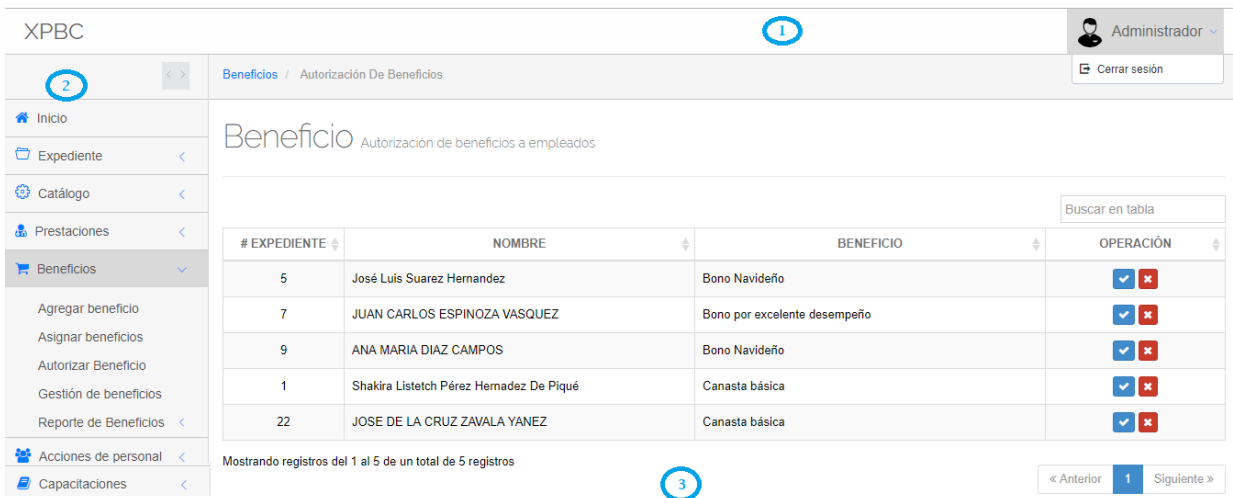 XPBC
1
Administrador
Cerrar sesión
2
Beneficios / Autorización De Beneficios
Inicio
Expediente
Catálogo
Prestaciones
Beneficios
Agregar beneficio
Asignar beneficios
Autorizar Beneficio
Gestión de beneficios
Reporte de Beneficios
Acciones de personal
Capacitaciones
Beneficio Autorización de beneficios a empleados
Buscar en tabla
# EXPEDIENTE NOMBRE BENEFICIO OPERACIÓN
5 José Luis Suarez Hernandez Bono Navideño
7 JUAN CARLOS ESPINOZA VASQUEZ Bono por excelente desempeño
9 ANA MARIA DIAZ CAMPOS Bono Navideño
1 Shakira Listetch Pérez Hernadez De Piqué Canasta básica
22 JOSE DE LA CRUZ ZAVALA YANEZ Canasta básica
Mostrando registros del 1 al 5 de un total de 5 registros
3
« Anterior 1 Siguiente »